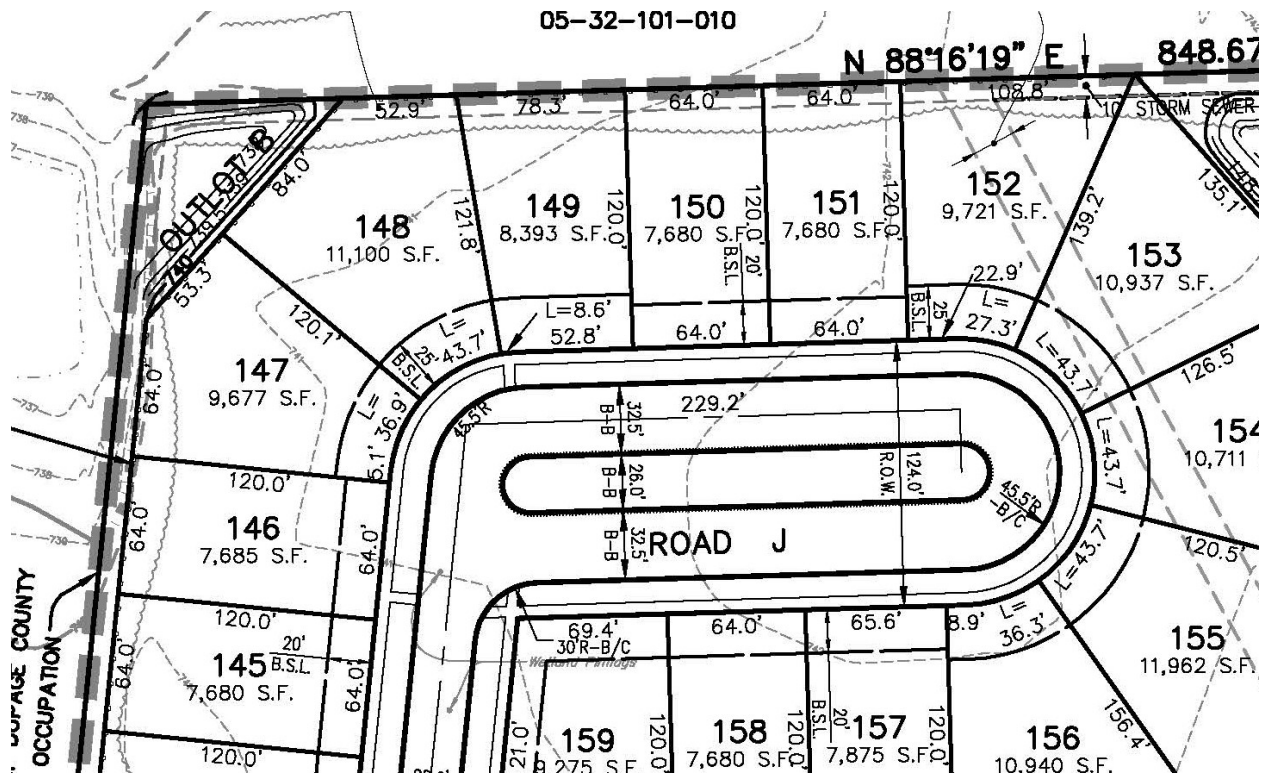 05-32-101-010
N 88°16'19" E 848.67
52.9'
78.3'
64.0'
64.0'
108.8'
10' STORM SEWER
OUTLOT B
84.0'
53.3'
148
11,100 S.F.
121.8'
149
8,393 S.F.
120.0'
150
7,680 S.F.
120.0'
20'
B.S.L.
151
7,680 S.F.
120.0'
152
9,721 S.F.
139.2'
153
10,937 S.F.
135.1'
L=8.6'
52.8'
64.0'
64.0'
25'
B.S.L.
22.9'
L=
27.3'
L=43.7'
126.5'
120.1'
25'
B.S.L.
L=
43.7'
147
9,677 S.F.
L=
36.9'
5.1'
45.5'R
64.0'
120.0'
229.2'
32.5'
B-B
26.0'
B-B
32.5'
B-B
124.0'
R.O.W.
45.5'R
-B/C
L=43.7'
154
10,711
ROAD J
146
7,685 S.F.
64.0'
64.0'
120.0'
L=43.7'
120.5'
L=
36.3'
8.9'
69.4'
64.0'
65.6'
30'R-B/C
Wetland Flags
145
7,680 S.F.
20'
B.S.L.
64.0'
64.0'
120.0'
155
11,962 S.F.
156.4'
21.0'
159
9,275 S.F.
120.0'
158
7,680 S.F.
120.0'
20'
B.S.L.
157
7,875 S.F.
120.0'
156
10,940 S.F.
DUPAGE COUNTY
OCCUPATION